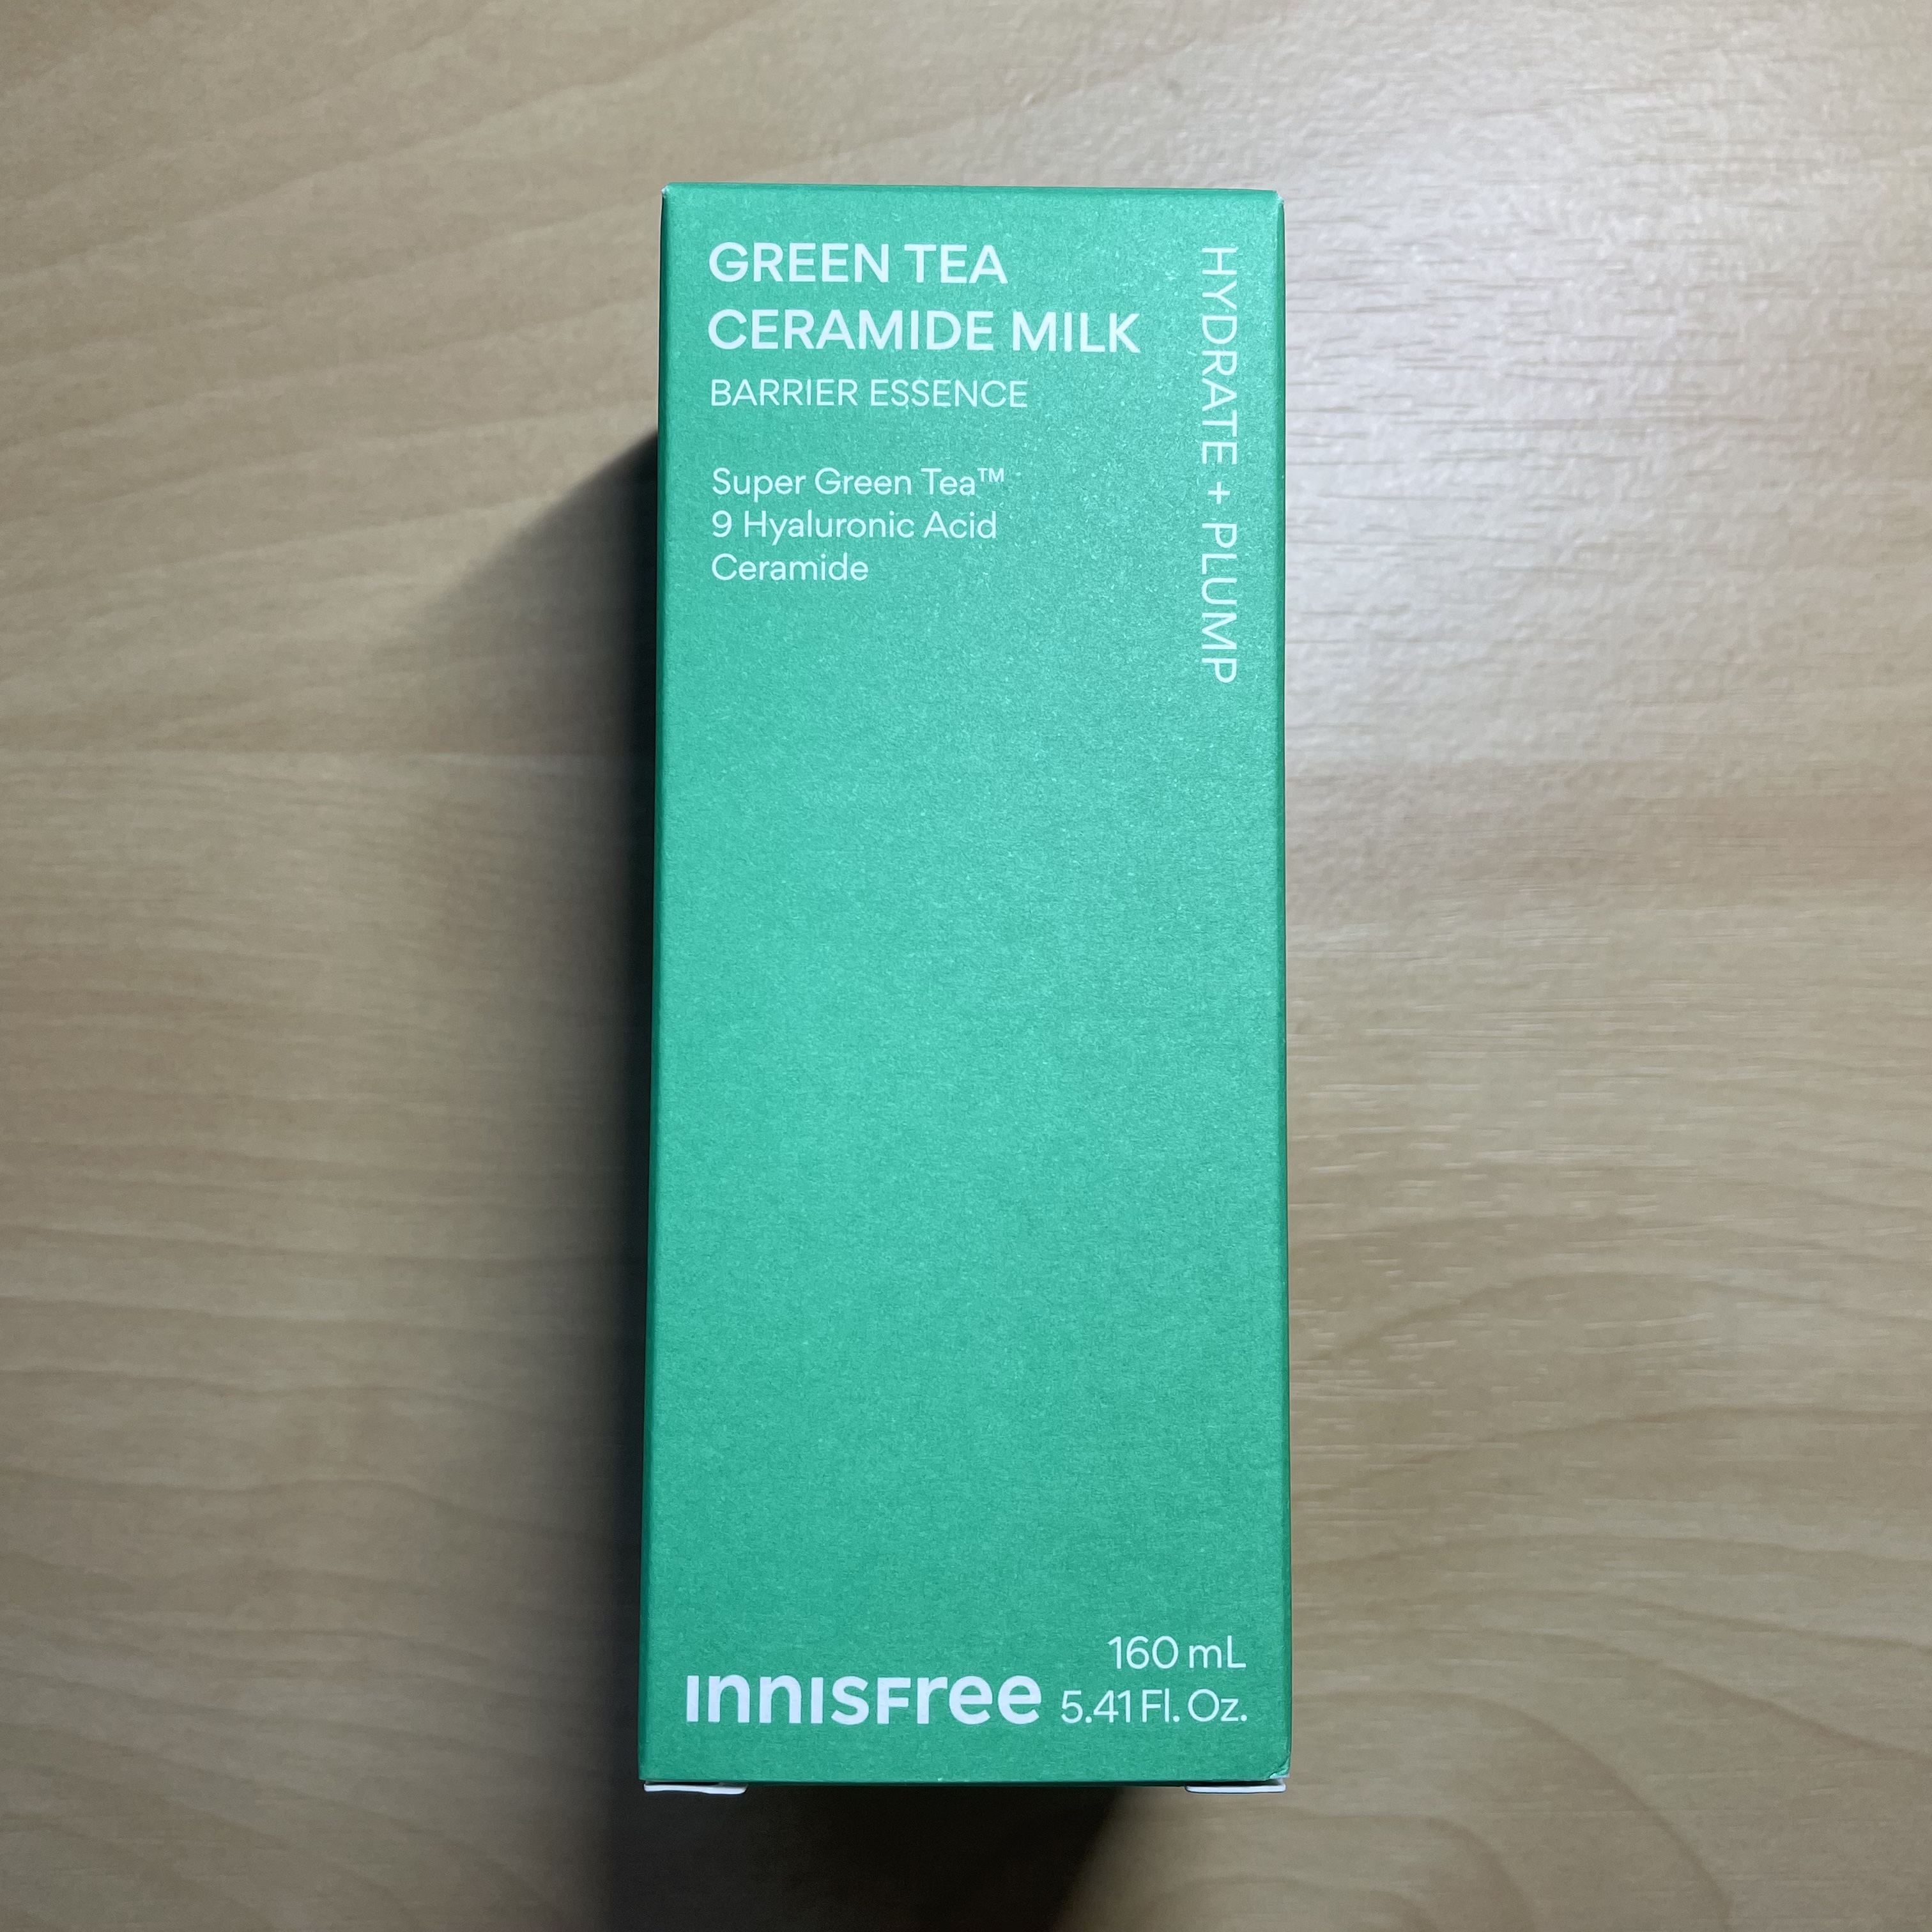 GREEN TEA
CERAMIDE MILK
BARRIER ESSENCE
Super Green Tea™
9 Hyaluronic Acid
Ceramide
HYDRATE + PLUMP
innisfree
160 mL
5.41 Fl. Oz.